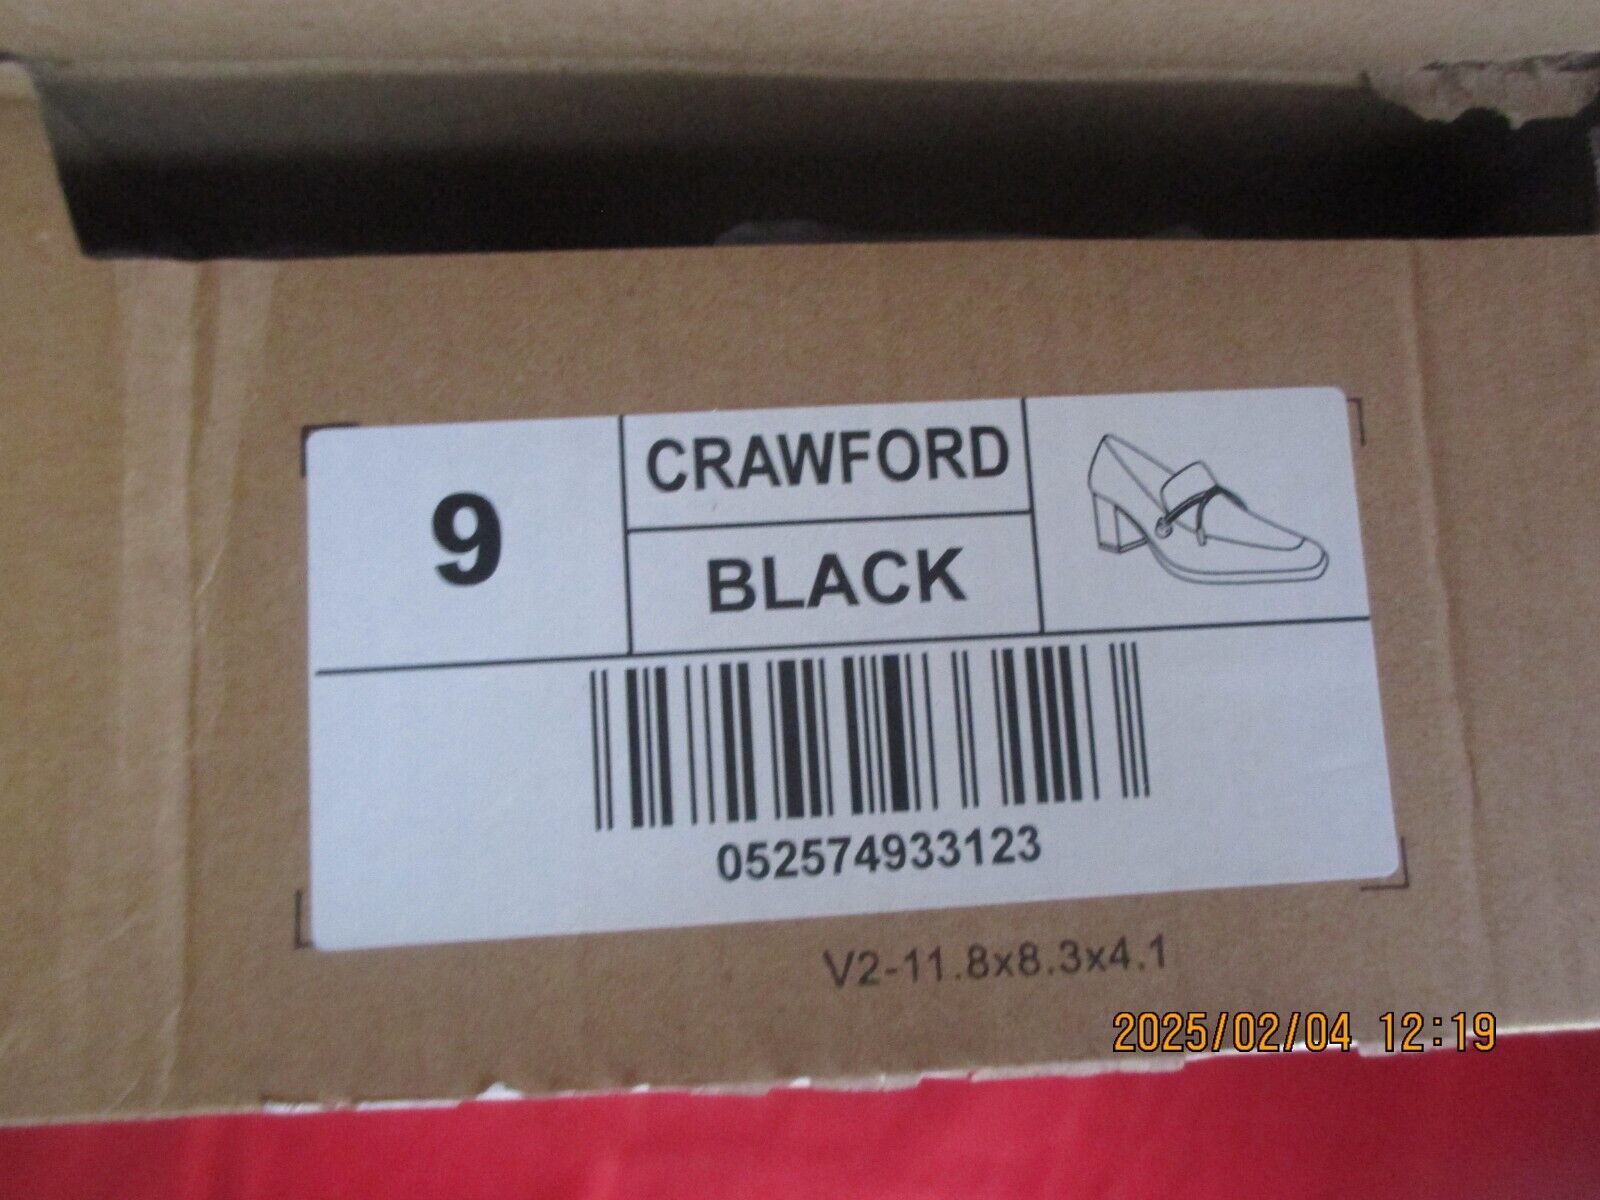 9
CRAWFORD
BLACK
052574933123
V2-11.8x8.3x4.1
2025/02/04 12:19